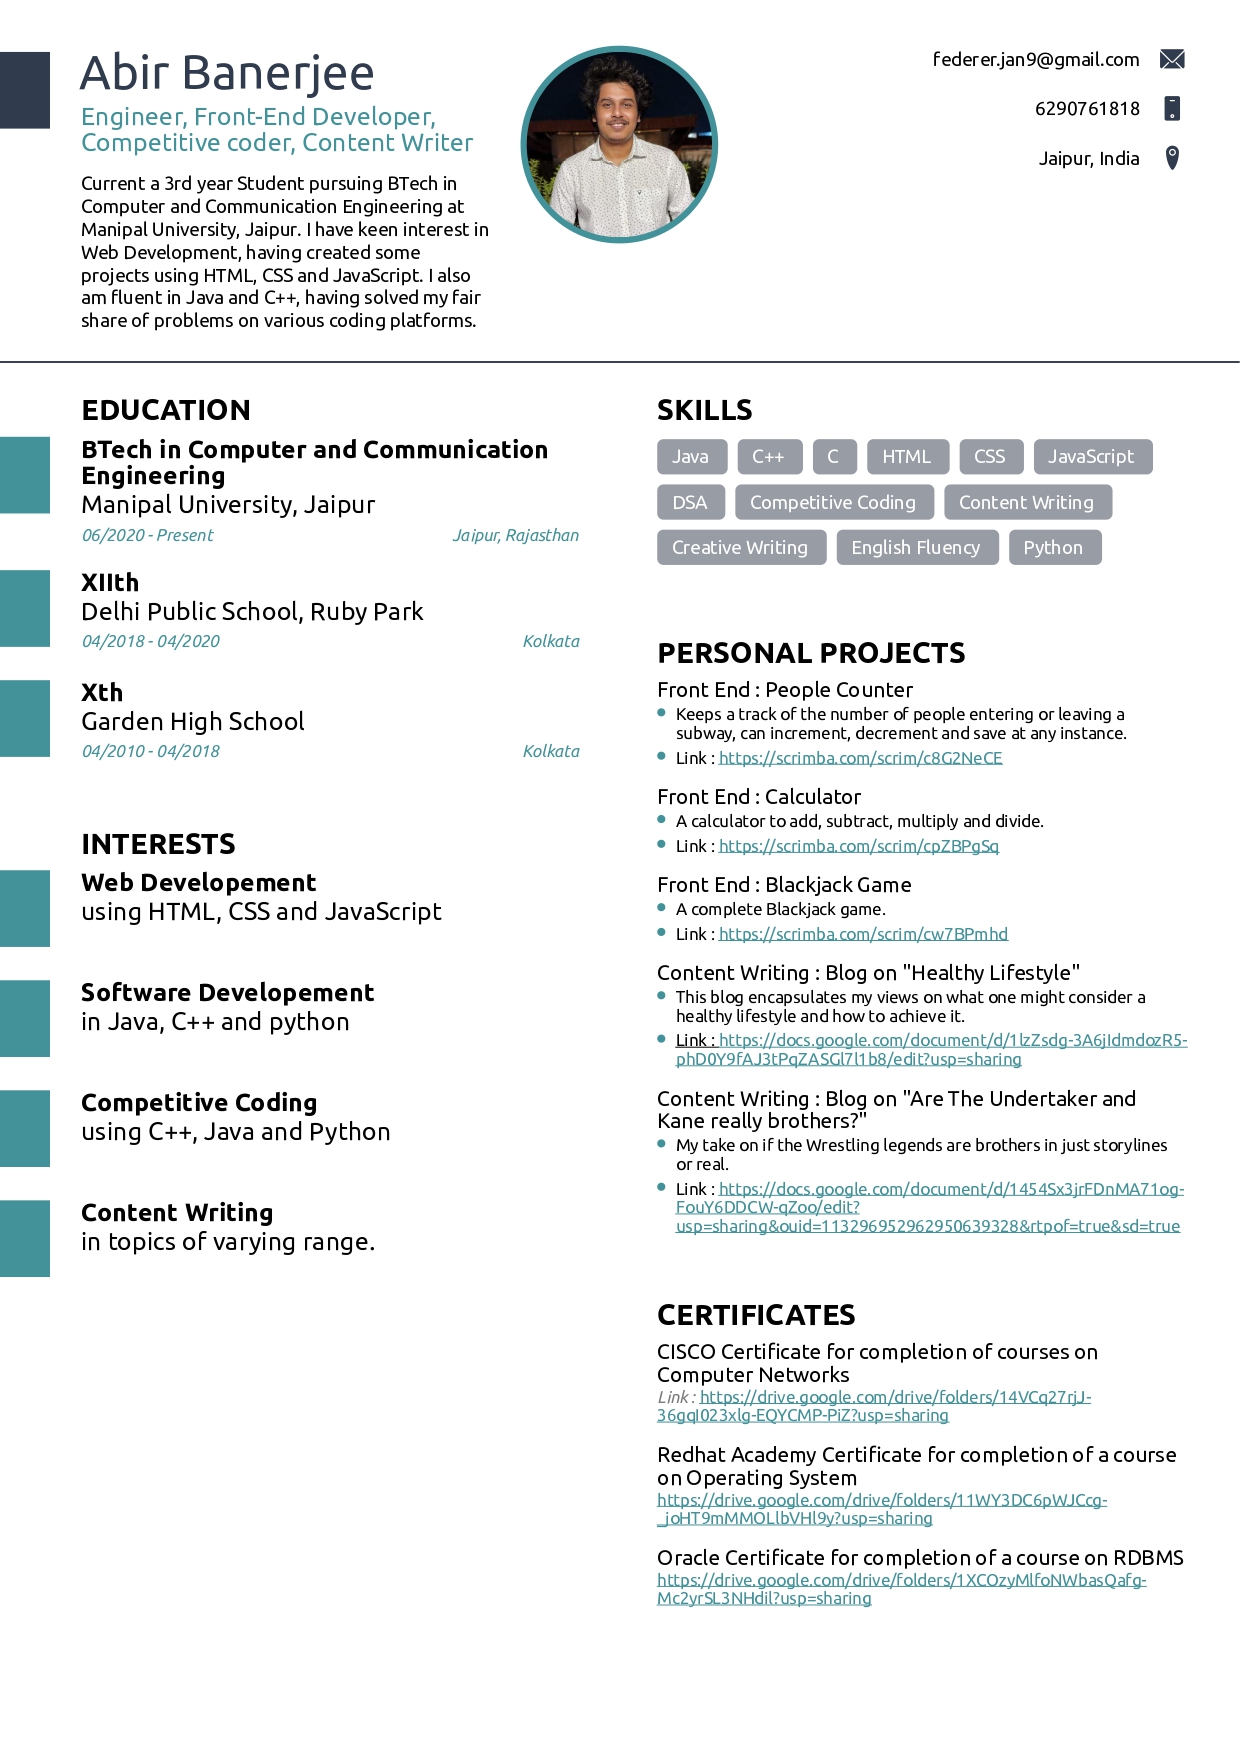 Abir Banerjee
Engineer, Front-End Developer,
Competitive coder, Content Writer
Current a 3rd year Student pursuing BTech in
Computer and Communication Engineering at
Manipal University, Jaipur. I have keen interest in
Web Development, having created some
projects using HTML, CSS and JavaScript. I also
am fluent in Java and C++, having solved my fair
share of problems on various coding platforms.
federer.jan9@gmail.com
6290761818
Jaipur, India
EDUCATION
BTech in Computer and Communication
Engineering
Manipal University, Jaipur
06/2020 - Present Jaipur, Rajasthan
XIIth
Delhi Public School, Ruby Park
04/2018 - 04/2020 Kolkata
Xth
Garden High School
04/2010 - 04/2018 Kolkata
INTERESTS
Web Developement
using HTML, CSS and JavaScript
Software Developement
in Java, C++ and python
Competitive Coding
using C++, Java and Python
Content Writing
in topics of varying range.
SKILLS
Java C++ C HTML CSS JavaScript
DSA Competitive Coding Content Writing
Creative Writing English Fluency Python
PERSONAL PROJECTS
Front End : People Counter
Keeps a track of the number of people entering or leaving a
subway, can increment, decrement and save at any instance.
Link : https://scrimba.com/scrim/c8G2NeCE
Front End : Calculator
A calculator to add, subtract, multiply and divide.
Link : https://scrimba.com/scrim/cpZBPgSq
Front End : Blackjack Game
A complete Blackjack game.
Link : https://scrimba.com/scrim/cw7BPmhd
Content Writing : Blog on "Healthy Lifestyle"
This blog encapsulates my views on what one might consider a
healthy lifestyle and how to achieve it.
Link : https://docs.google.com/document/d/1lzZsdg-3A6jIdmdozR5-
phD0Y9fAJ3tPqZASGl7l1b8/edit?usp=sharing
Content Writing : Blog on "Are The Undertaker and
Kane really brothers?"
My take on if the Wrestling legends are brothers in just storylines
or real.
Link : https://docs.google.com/document/d/1454Sx3jrFDnMA71og-
FouY6DDCW-qZoo/edit?
usp=sharing&ouid=113296952962950639328&rtpof=true&sd=true
CERTIFICATES
CISCO Certificate for completion of courses on
Computer Networks
Link : https://drive.google.com/drive/folders/14VCq27rjJ-
36gqI023xlg-EQYCMP-PiZ?usp=sharing
Redhat Academy Certificate for completion of a course
on Operating System
https://drive.google.com/drive/folders/11WY3DC6pWJCcg-
_joHT9mMMOLlbVHl9y?usp=sharing
Oracle Certificate for completion of a course on RDBMS
https://drive.google.com/drive/folders/1XCOzyMlfoNWbasQafg-
Mc2yrSL3NHdil?usp=sharing